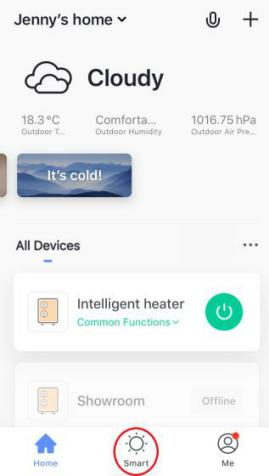 Jenny's home
Cloudy
18.3 °C Comforta... 1016.75 hPa
Outdoor T... Outdoor Humidity Outdoor Air Pre...
It's cold!
All Devices
Intelligent heater
Common Functions
Showroom Offline
Home Smart Me